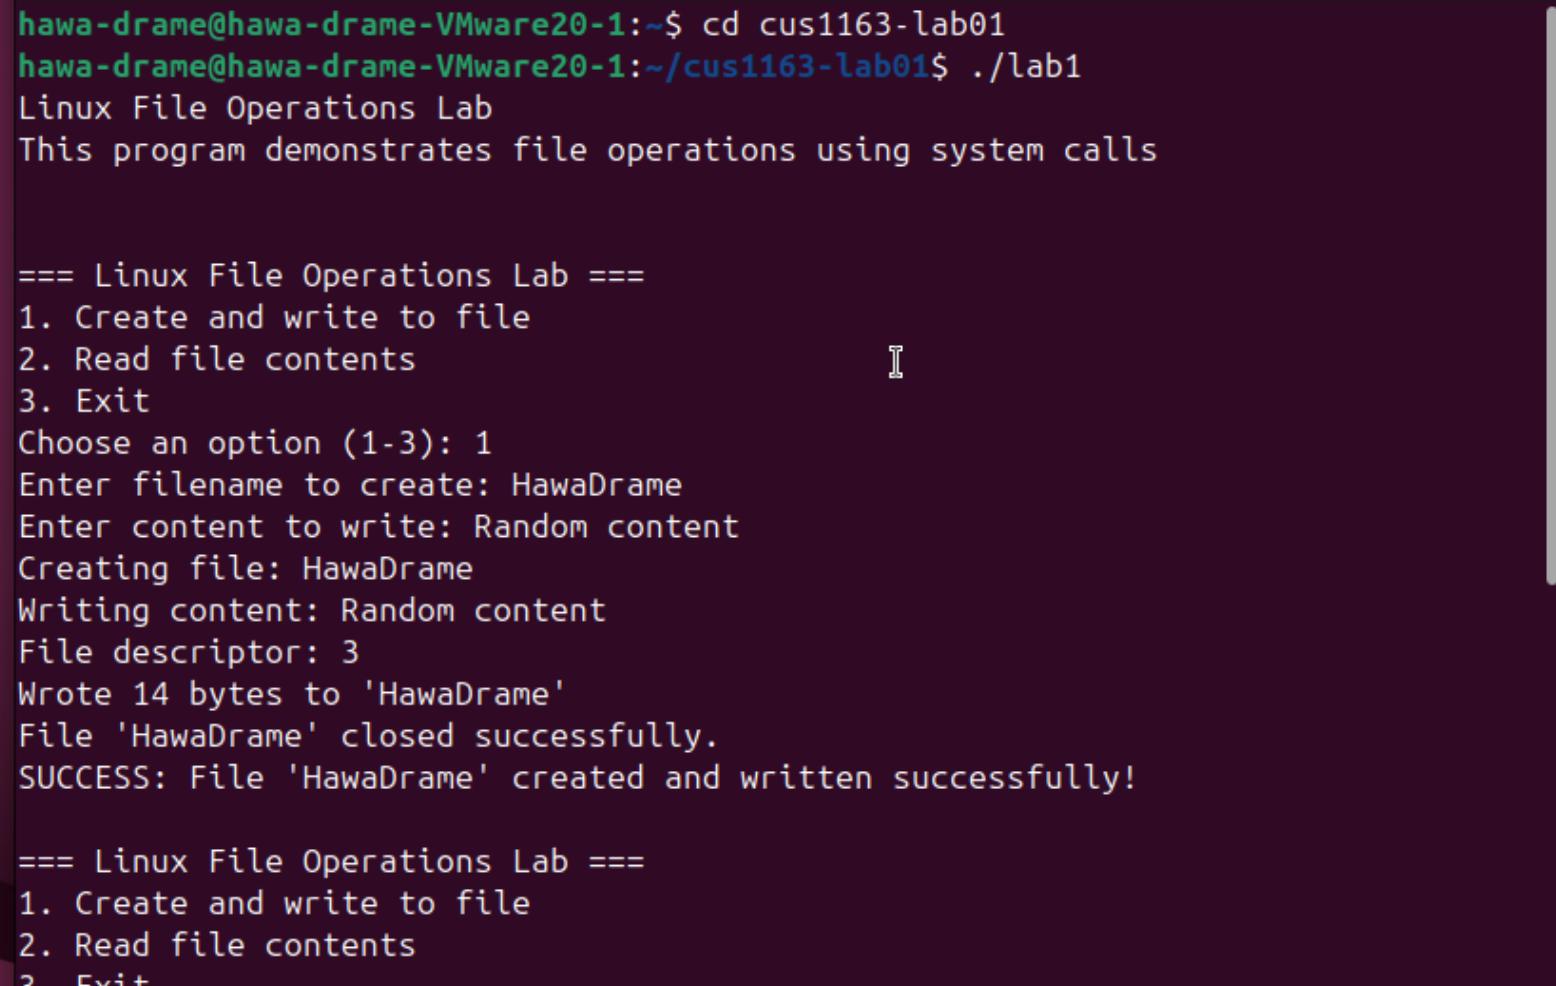 hawa-drame@hawa-drame-VMware20-1:~$ cd cus1163-lab01
hawa-drame@hawa-drame-VMware20-1:~/cus1163-lab01$ ./lab1
Linux File Operations Lab
This program demonstrates file operations using system calls
=== Linux File Operations Lab ===
1. Create and write to file
2. Read file contents
3. Exit
Choose an option (1-3): 1
Enter filename to create: HawaDrame
Enter content to write: Random content
Creating file: HawaDrame
Writing content: Random content
File descriptor: 3
Wrote 14 bytes to 'HawaDrame'
File 'HawaDrame' closed successfully.
SUCCESS: File 'HawaDrame' created and written successfully!
=== Linux File Operations Lab ===
1. Create and write to file
2. Read file contents
3. Exit